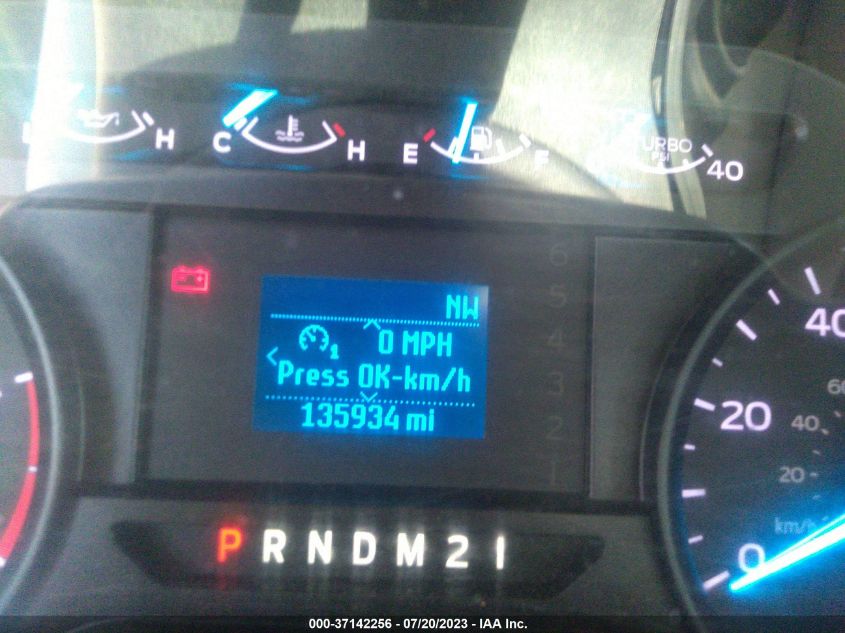 H C H E F TURBO PSI 40
6
NW
5
0 MPH
4
Press OK-km/h
3
135934 mi
2
1
40
60
20
40
20
km/h
0
P R N D M 2 1
000-37142256 - 07/20/2023 - IAA Inc.